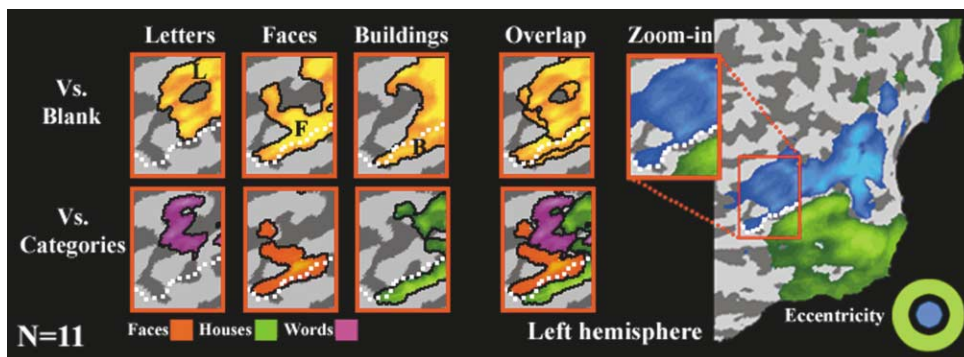 Letters Faces Buildings Overlap Zoom-in
Vs.
Blank
L
F
B
Vs.
Categories
Faces Houses Words
N=11
Left hemisphere
Eccentricity